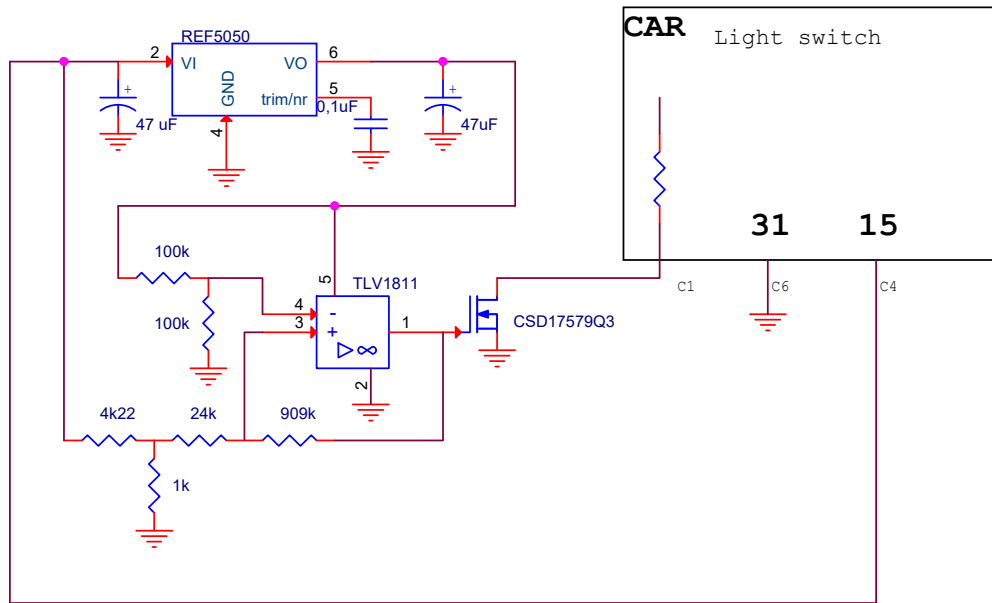 CAR
Light switch
REF5050
2
VI
VO
6
GND
4
trim/nr
5
0,1uF
+
47 uF
+
47uF
31
15
C1
C6
C4
100k
100k
5
TLV1811
4
-
3
+
1
∞
2
CSD17579Q3
4k22
24k
909k
1k